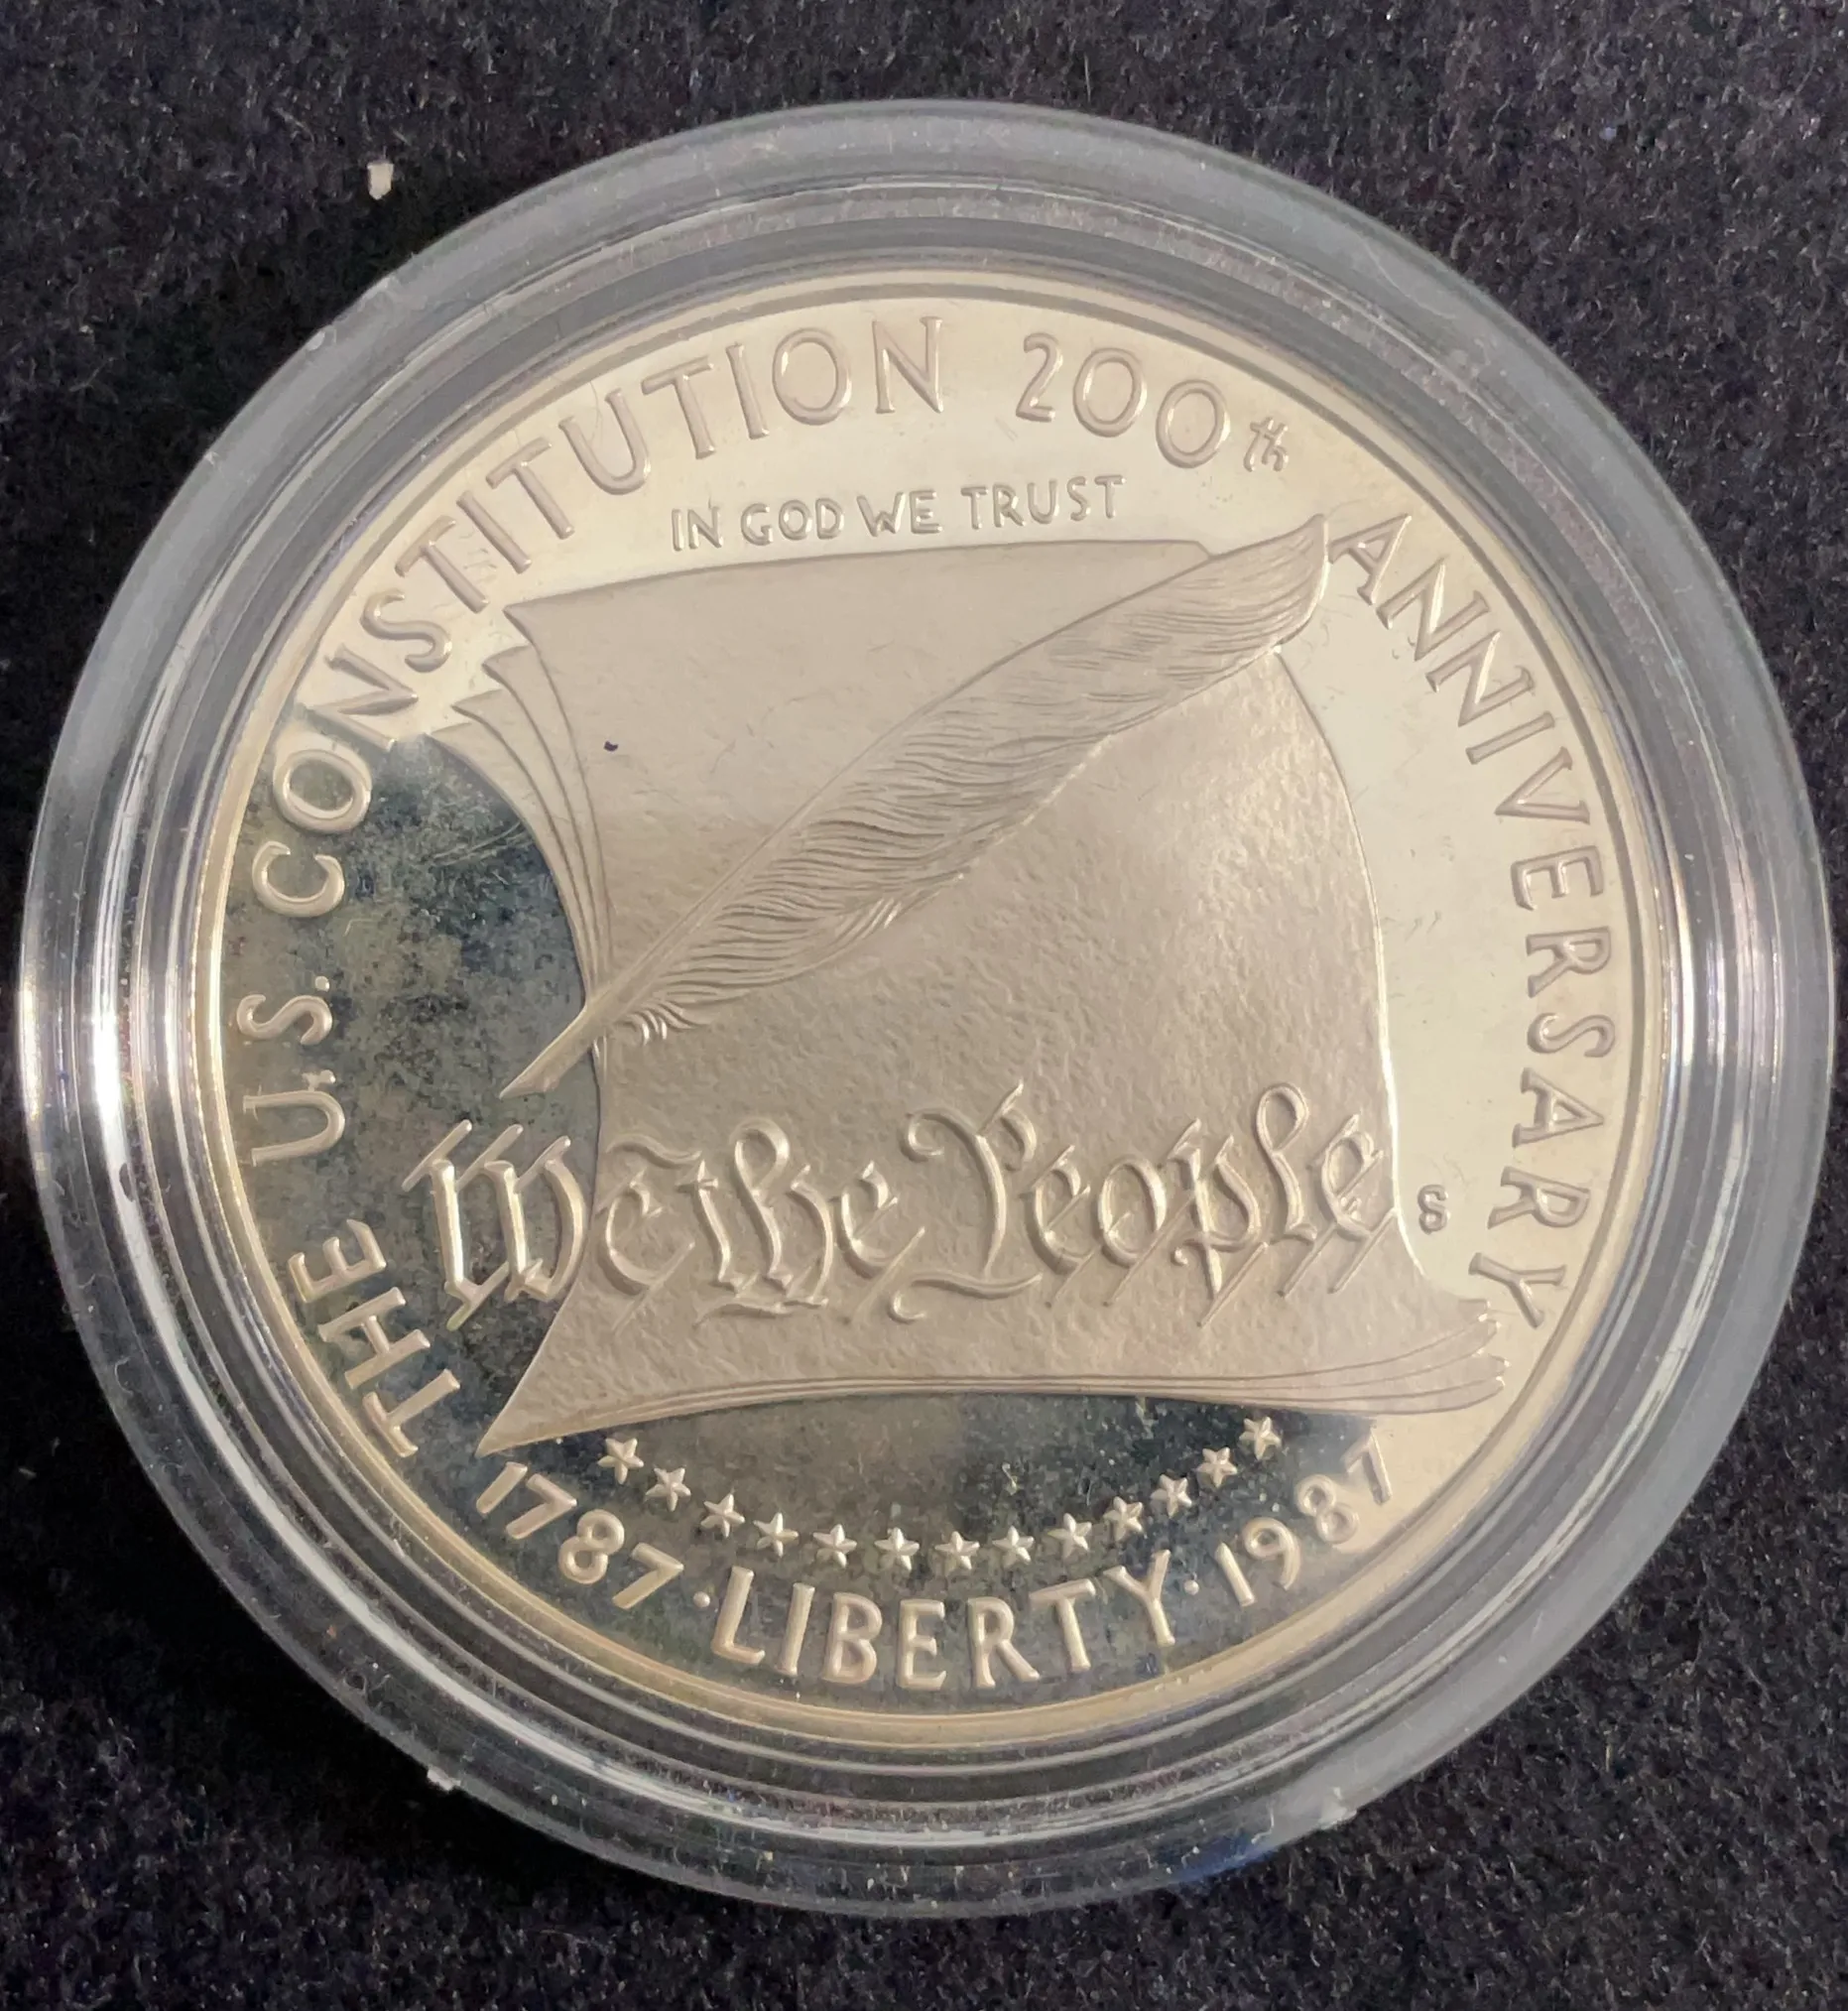 THE U.S. CONSTITUTION 200th ANNIVERSARY
IN GOD WE TRUST
We the People
S
1787 · LIBERTY · 1987